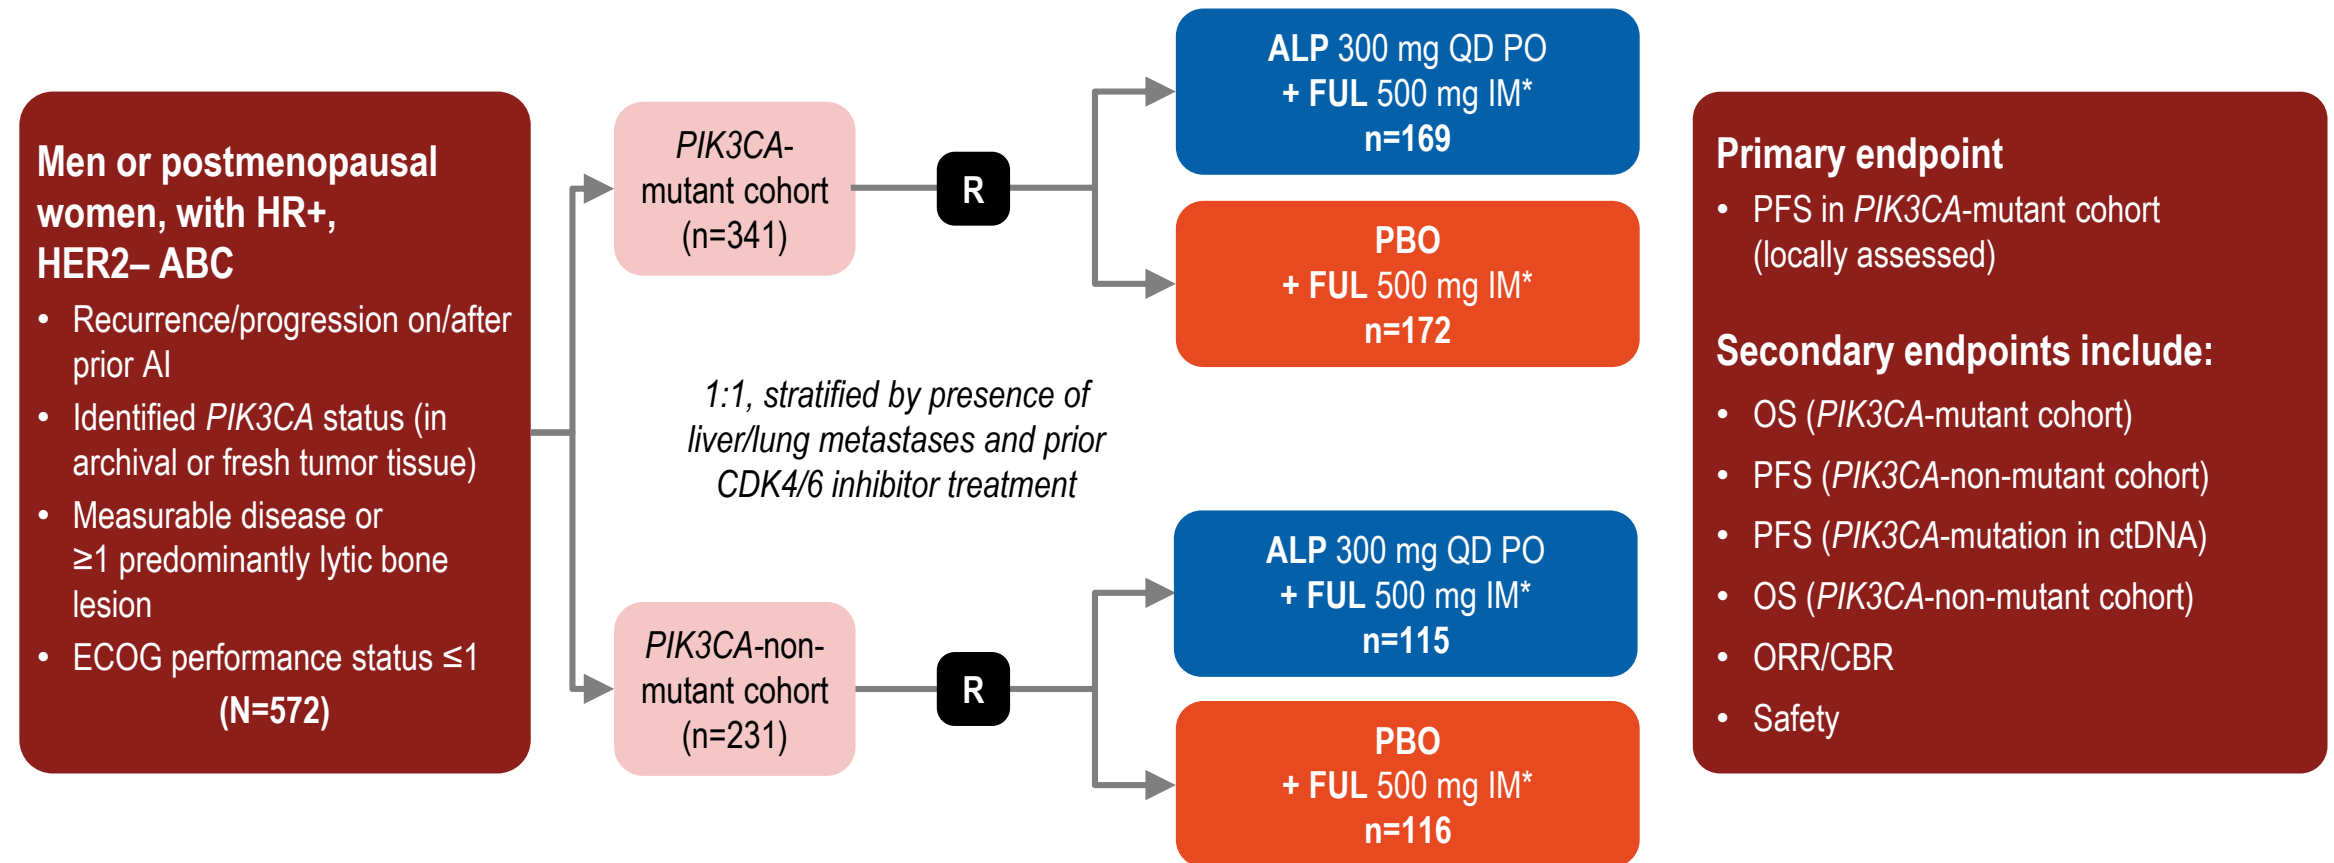 Men or postmenopausal
women, with HR+,
HER2– ABC
• Recurrence/progression on/after
prior AI
• Identified PIK3CA status (in
archival or fresh tumor tissue)
• Measurable disease or
≥1 predominantly lytic bone
lesion
• ECOG performance status ≤1
(N=572)
PIK3CA-
mutant cohort
(n=341)
R
ALP 300 mg QD PO
+ FUL 500 mg IM*
n=169
PBO
+ FUL 500 mg IM*
n=172
1:1, stratified by presence of
liver/lung metastases and prior
CDK4/6 inhibitor treatment
PIK3CA-non-
mutant cohort
(n=231)
R
ALP 300 mg QD PO
+ FUL 500 mg IM*
n=115
PBO
+ FUL 500 mg IM*
n=116
Primary endpoint
• PFS in PIK3CA-mutant cohort
(locally assessed)
Secondary endpoints include:
• OS (PIK3CA-mutant cohort)
• PFS (PIK3CA-non-mutant cohort)
• PFS (PIK3CA-mutation in ctDNA)
• OS (PIK3CA-non-mutant cohort)
• ORR/CBR
• Safety